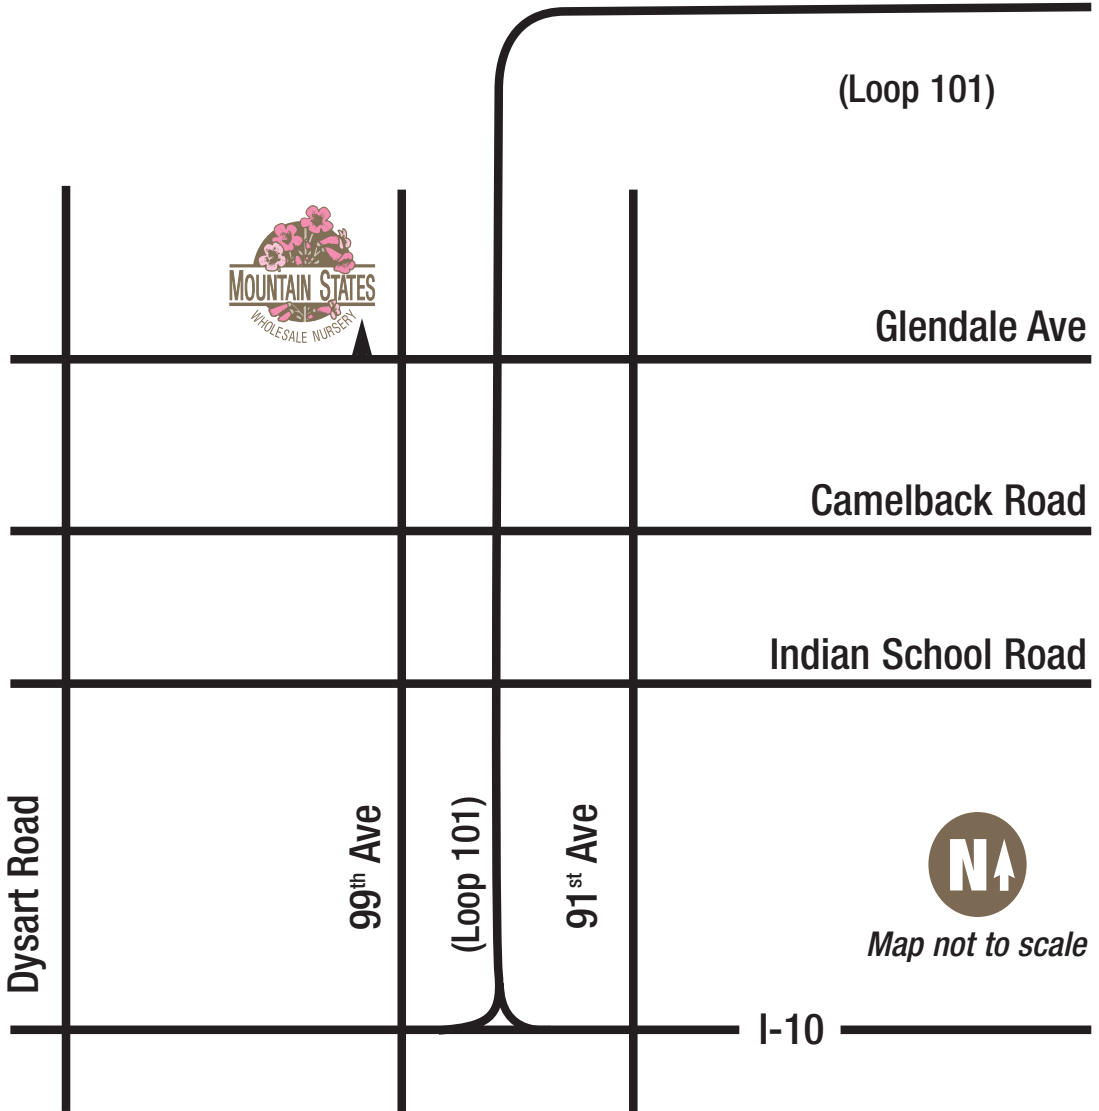 (Loop 101)
MOUNTAIN STATES
WHOLESALE NURSERY
Glendale Ave
Camelback Road
Indian School Road
Dysart Road
99th Ave
(Loop 101)
91st Ave
N
Map not to scale
I-10